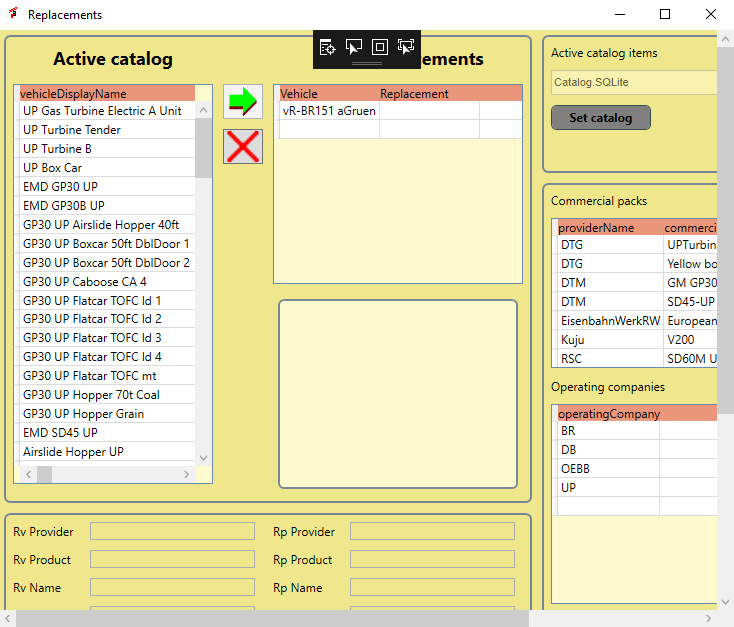 Replacements
Active catalog
ements
vehicleDisplayName
UP Gas Turbine Electric A Unit
UP Turbine Tender
UP Turbine B
UP Box Car
EMD GP30 UP
EMD GP30B UP
GP30 UP Airslide Hopper 40ft
GP30 UP Boxcar 50ft DblDoor 1
GP30 UP Boxcar 50ft DblDoor 2
GP30 UP Caboose CA 4
GP30 UP Flatcar TOFC ld 1
GP30 UP Flatcar TOFC ld 2
GP30 UP Flatcar TOFC ld 3
GP30 UP Flatcar TOFC ld 4
GP30 UP Flatcar TOFC mt
GP30 UP Hopper 70t Coal
GP30 UP Hopper Grain
EMD SD45 UP
Airslide Hopper UP
Vehicle Replacement
vR-BR151 aGruen
Active catalog items
Catalog.SQLite
Set catalog
Commercial packs
providerName commerci
DTG UPTurbin
DTG Yellow bo
DTM GM GP30
DTM SD45-UP
EisenbahnWerkRW European
Kuju V200
RSC SD60M U
Operating companies
operatingCompany
BR
DB
OEBB
UP
Rv Provider Rp Provider
Rv Product Rp Product
Rv Name Rp Name